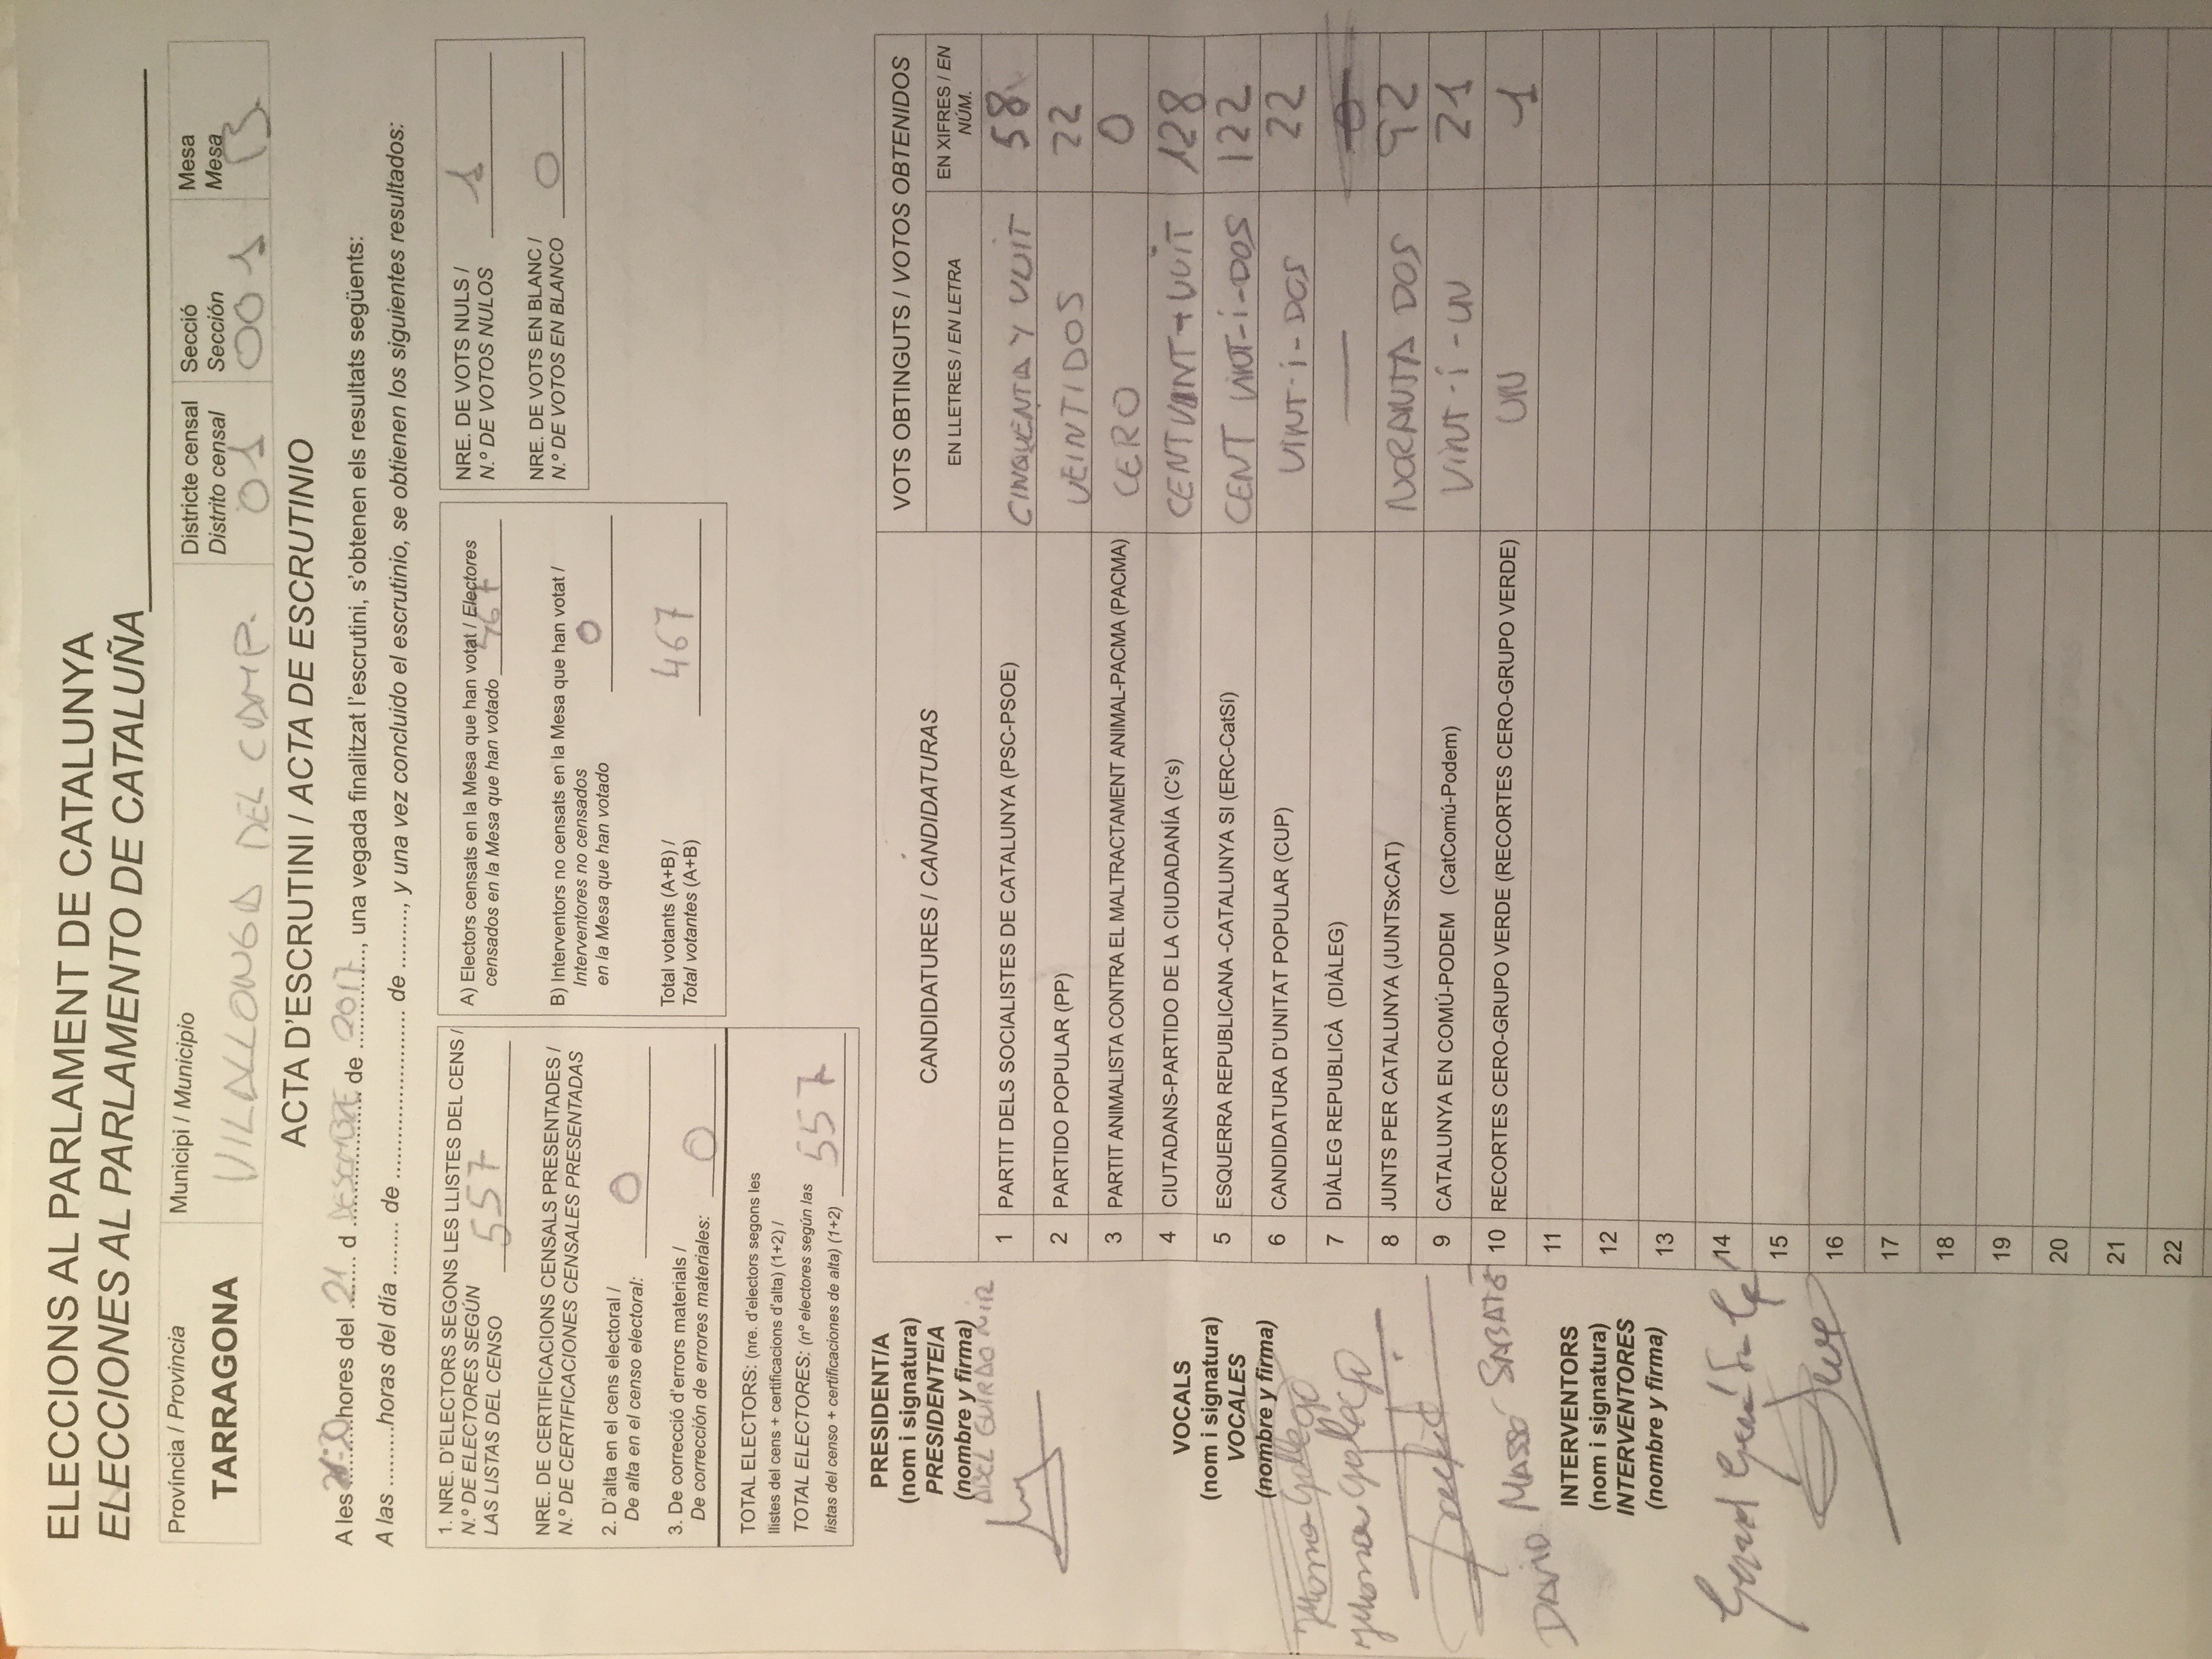 ELECCIONS AL PARLAMENT DE CATALUNYA
ELECCIONES AL PARLAMENTO DE CATALUÑA
Província / Provincia
TARRAGONA
Municipi / Municipio
VILALLONGA DEL CAMP.
Districte censal
Distrito censal
01
Secció
Sección
001
Mesa
Mesa
B
ACTA D'ESCRUTINI / ACTA DE ESCRUTINIO
A les 21:30 hores del 21 d DESEMBRE de 2017, una vegada finalitzat l'escrutini, s'obtenen els resultats següents:
A las .........horas del día ........ de ......................... de ........., y una vez concluido el escrutinio, se obtienen los siguientes resultados:
1. NRE. D'ELECTORS SEGONS LES LLISTES DEL CENS /
N.º DE ELECTORES SEGÚN
LAS LISTAS DEL CENSO 557
NRE. DE CERTIFICACIONS CENSALS PRESENTADES /
N.º DE CERTIFICACIONES CENSALES PRESENTADAS
2. D'alta en el cens electoral /
De alta en el censo electoral: 0
3. De correcció d'errors materials /
De corrección de errores materiales: 0
TOTAL ELECTORS: (nre. d'electors segons les
llistes del cens + certificacions d'alta) (1+2) /
TOTAL ELECTORES: (nº electores según las
listas del censo + certificaciones de alta) (1+2) 557
A) Electors censats en la Mesa que han votat / Electores
censados en la Mesa que han votado 467
B) Interventors no censats en la Mesa que han votat /
Interventores no censados
en la Mesa que han votado 0
Total votants (A+B) /
Total votantes (A+B) 467
NRE. DE VOTS NULS /
N.º DE VOTOS NULOS 1
NRE. DE VOTS EN BLANC /
N.º DE VOTOS EN BLANCO 0
PRESIDENT/A
(nom i signatura)
PRESIDENTE/A
(nombre y firma)
ABEL GUIRAO MIR
VOCALS
(nom i signatura)
VOCALES
(nombre y firma)
Gallego
Gallego
DAVID MASSÓ SABATÉ
INTERVENTORS
(nom i signatura)
INTERVENTORES
(nombre y firma)
Gerard
CANDIDATURES / CANDIDATURAS
VOTS OBTINGUTS / VOTOS OBTENIDOS
EN LLETRES / EN LETRA
EN XIFRES / EN
NÚM.
1 PARTIT DELS SOCIALISTES DE CATALUNYA (PSC-PSOE) CINQUENTA Y VUIT 58
2 PARTIDO POPULAR (PP) VEINTIDOS 22
3 PARTIT ANIMALISTA CONTRA EL MALTRACTAMENT ANIMAL-PACMA (PACMA) CERO 0
4 CIUTADANS-PARTIDO DE LA CIUDADANÍA (C's) CENT VINT-I VUIT 128
5 ESQUERRA REPUBLICANA -CATALUNYA SI (ERC-CatSí) CENT VINT-i-DOS 122
6 CANDIDATURA D'UNITAT POPULAR (CUP) VINT-i-DOS 22
7 DIÀLEG REPUBLICÀ (DIÀLEG) — 0
8 JUNTS PER CATALUNYA (JUNTSxCAT) NORANTA DOS 92
9 CATALUNYA EN COMÚ-PODEM (CatComú-Podem) VINT-i-UN 21
10 RECORTES CERO-GRUPO VERDE (RECORTES CERO-GRUPO VERDE) UN 1
11
12
13
14
15
16
17
18
19
20
21
22